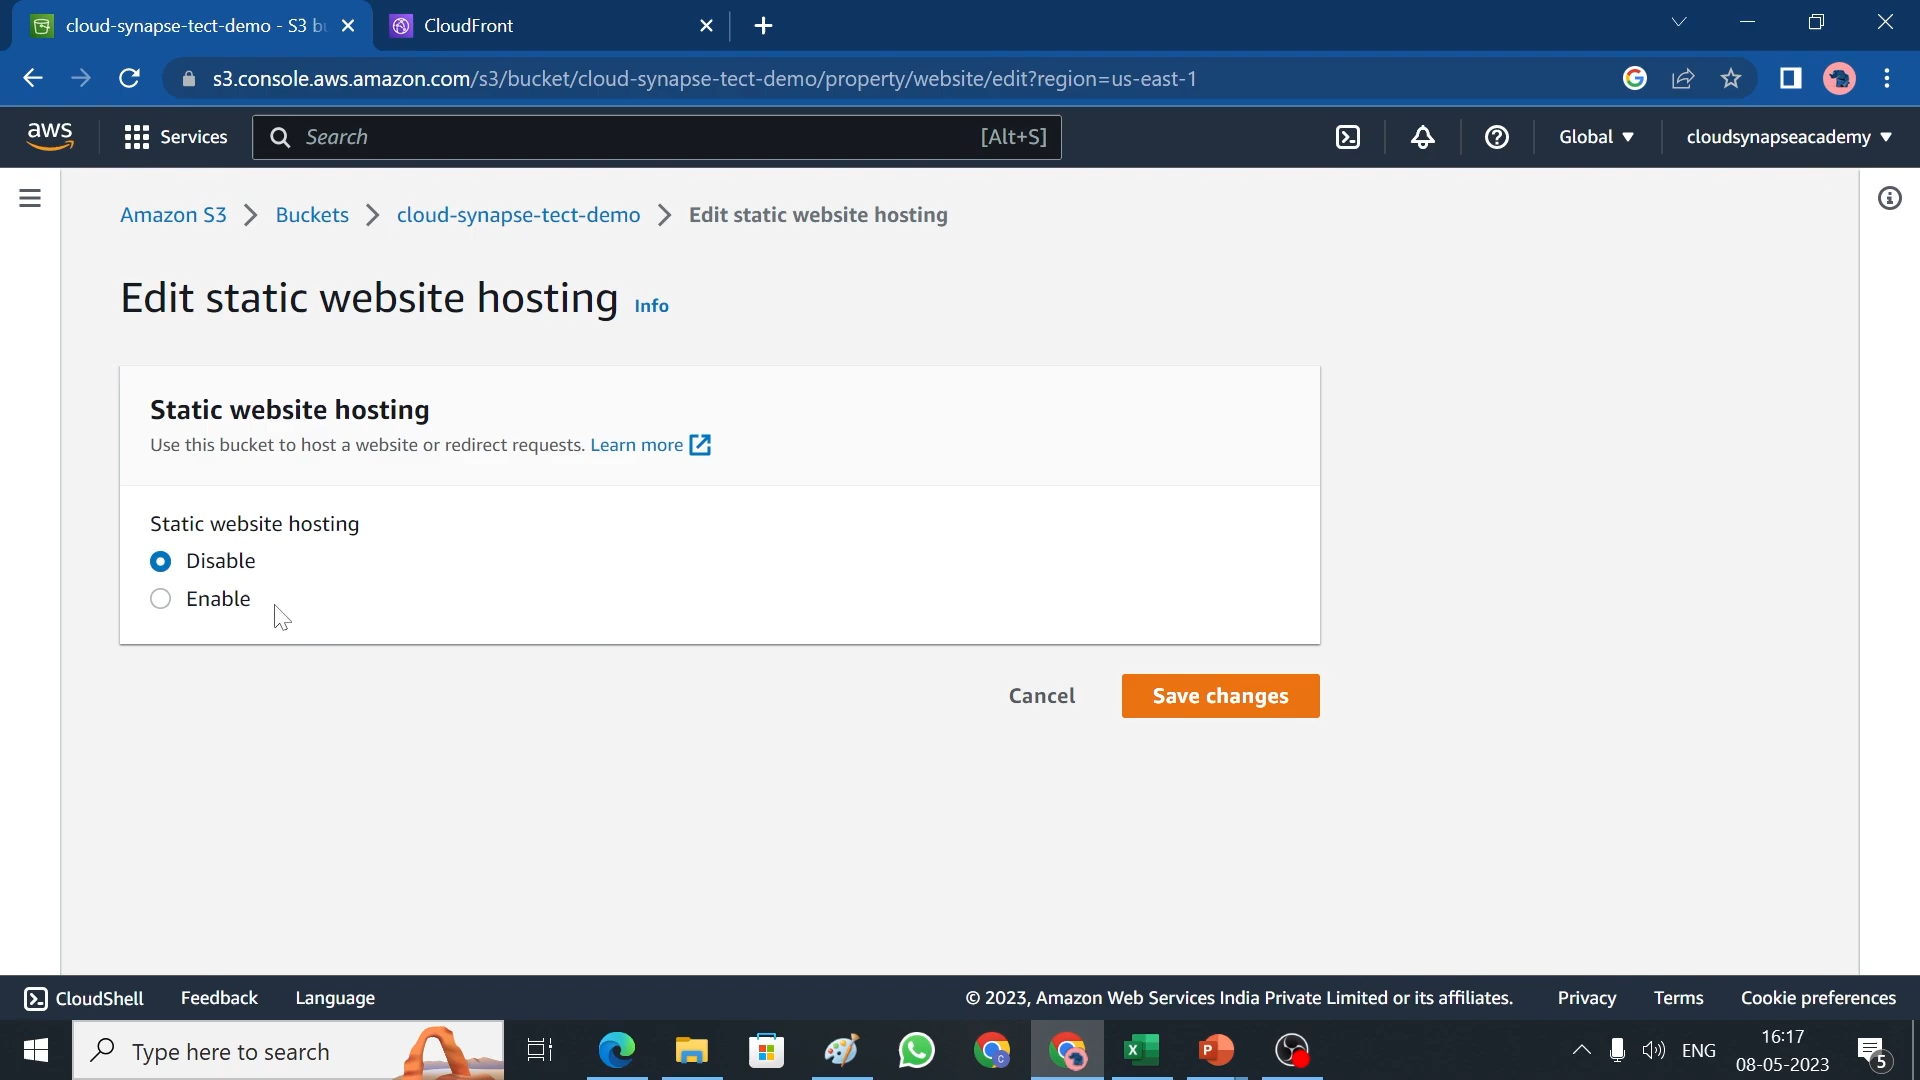 cloud-synapse-tect-demo - S3 b
CloudFront
s3.console.aws.amazon.com/s3/bucket/cloud-synapse-tect-demo/property/website/edit?region=us-east-1
aws
Services
Search
[Alt+S]
Global
cloudsynapseacademy
Amazon S3
Buckets
cloud-synapse-tect-demo
Edit static website hosting
Edit static website hosting Info
Static website hosting
Use this bucket to host a website or redirect requests. Learn more
Static website hosting
Disable
Enable
Cancel
Save changes
CloudShell
Feedback
Language
© 2023, Amazon Web Services India Private Limited or its affiliates.
Privacy
Terms
Cookie preferences
Type here to search
ENG
16:17
08-05-2023
5